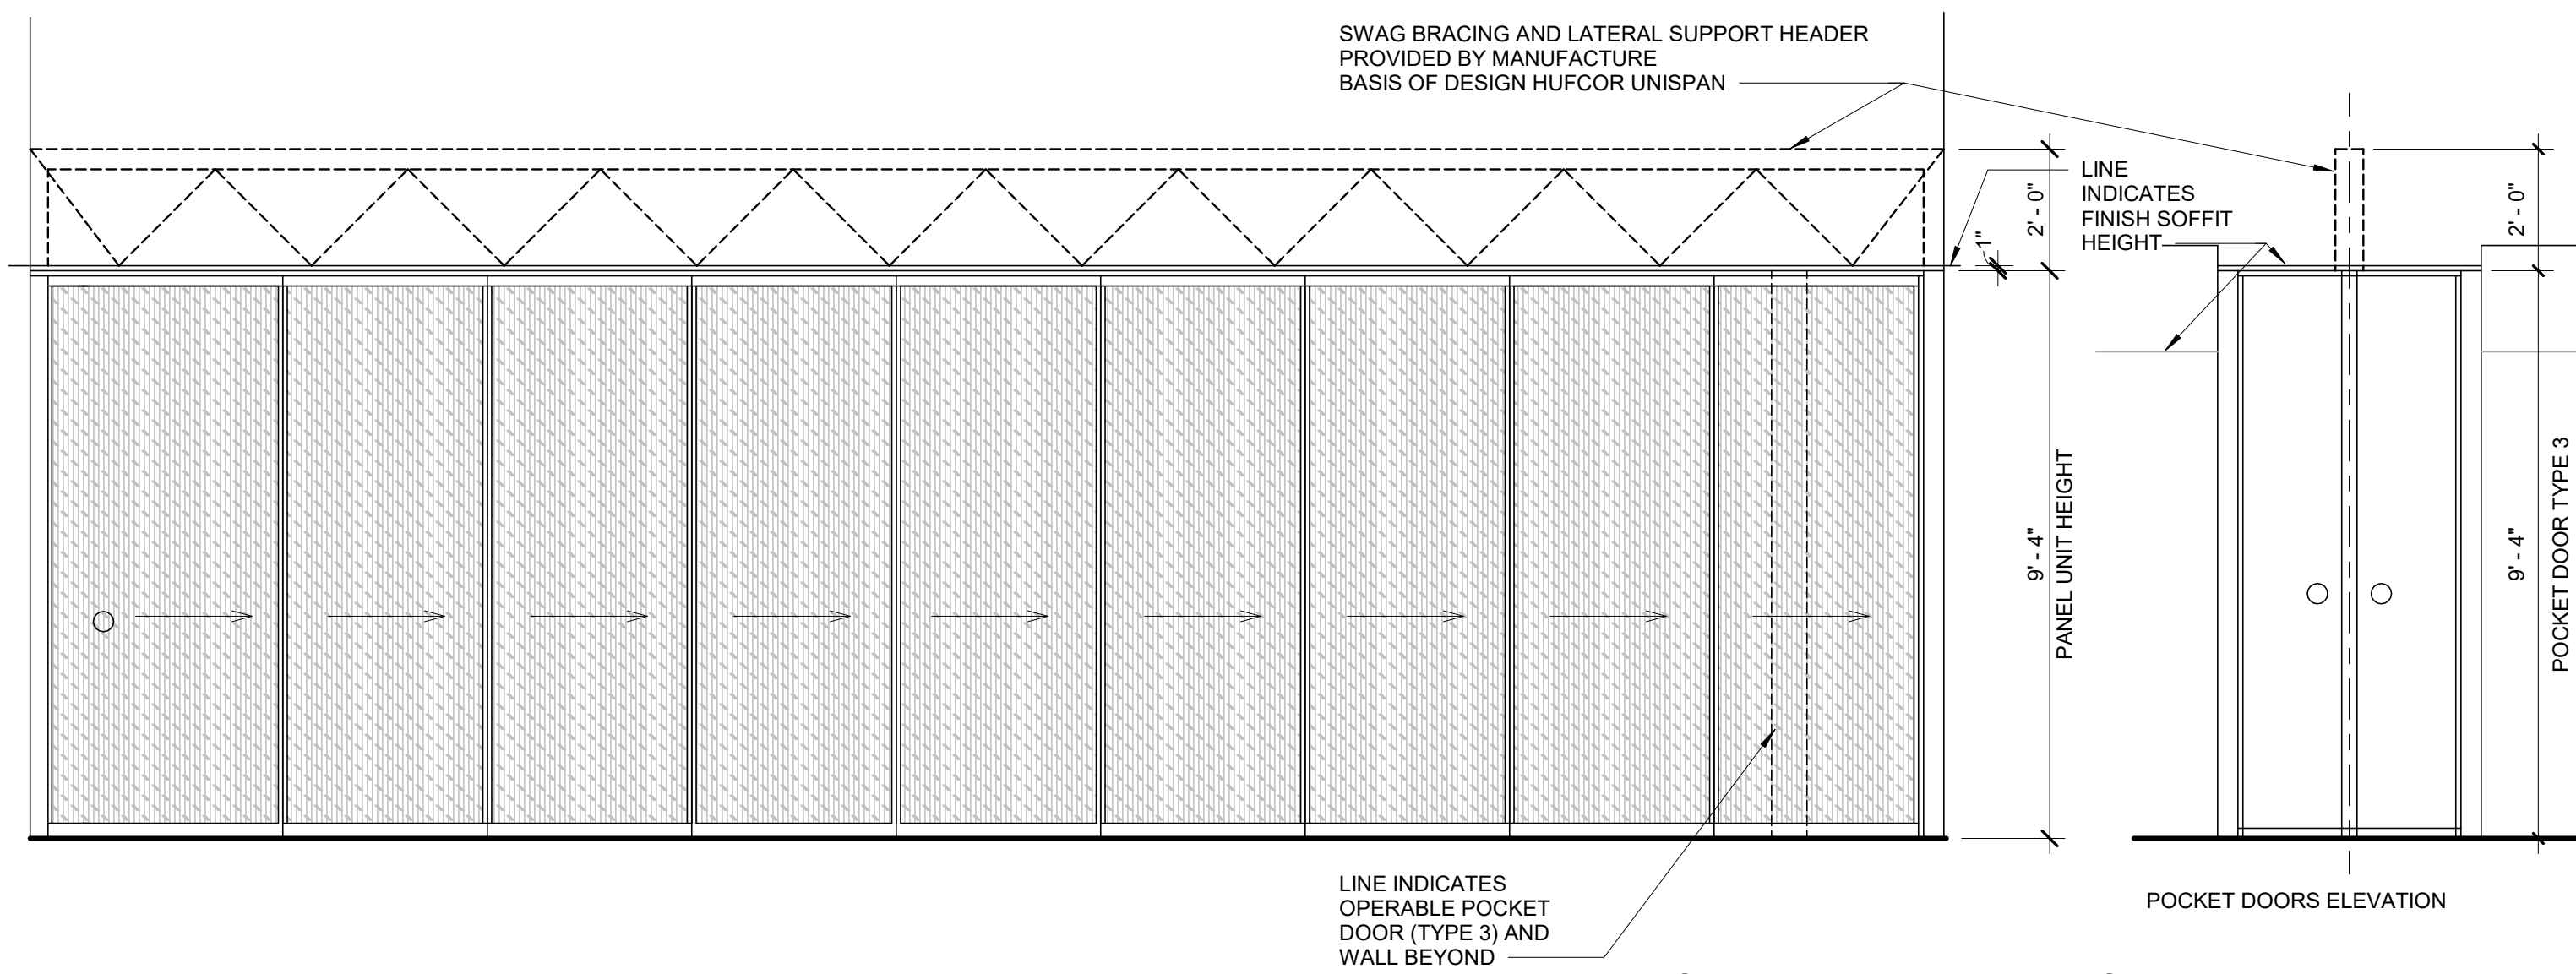 SWAG BRACING AND LATERAL SUPPORT HEADER
PROVIDED BY MANUFACTURE
BASIS OF DESIGN HUFCOR UNISPAN
LINE
INDICATES
FINISH SOFFIT
HEIGHT
2' - 0"
1"
2' - 0"
9' - 4"
PANEL UNIT HEIGHT
9' - 4"
POCKET DOOR TYPE 3
LINE INDICATES
OPERABLE POCKET
DOOR (TYPE 3) AND
WALL BEYOND
POCKET DOORS ELEVATION